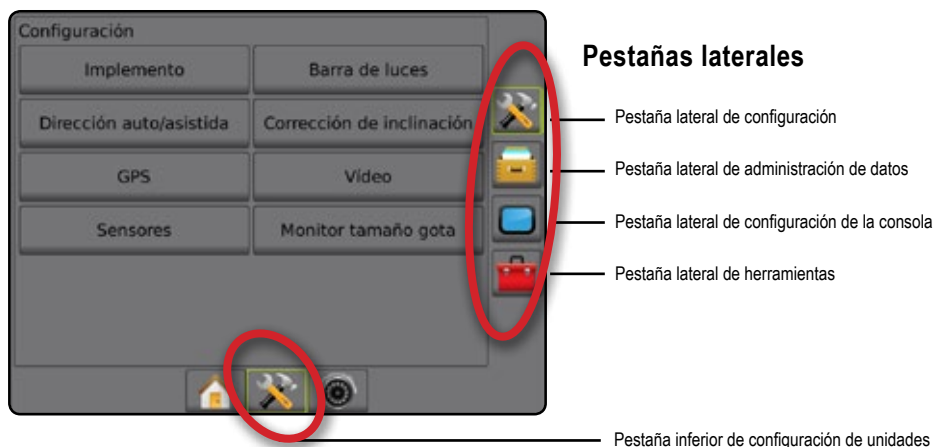 Configuración
Implemento
Barra de luces
Dirección auto/asistida
Corrección de inclinación
GPS
Vídeo
Sensores
Monitor tamaño gota
Pestañas laterales
Pestaña lateral de configuración
Pestaña lateral de administración de datos
Pestaña lateral de configuración de la consola
Pestaña lateral de herramientas
Pestaña inferior de configuración de unidades